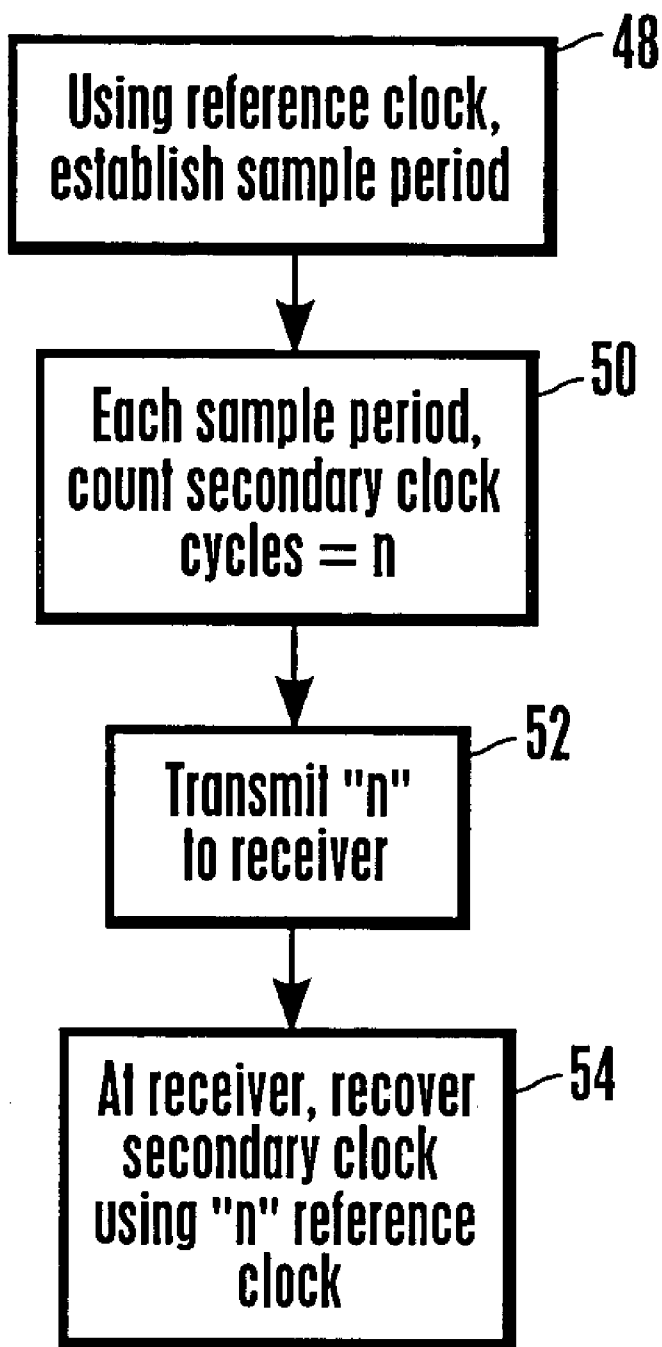 48
Using reference clock,
establish sample period
50
Each sample period,
count secondary clock
cycles = n
52
Transmit "n"
to receiver
54
At receiver, recover
secondary clock
using "n" reference
clock